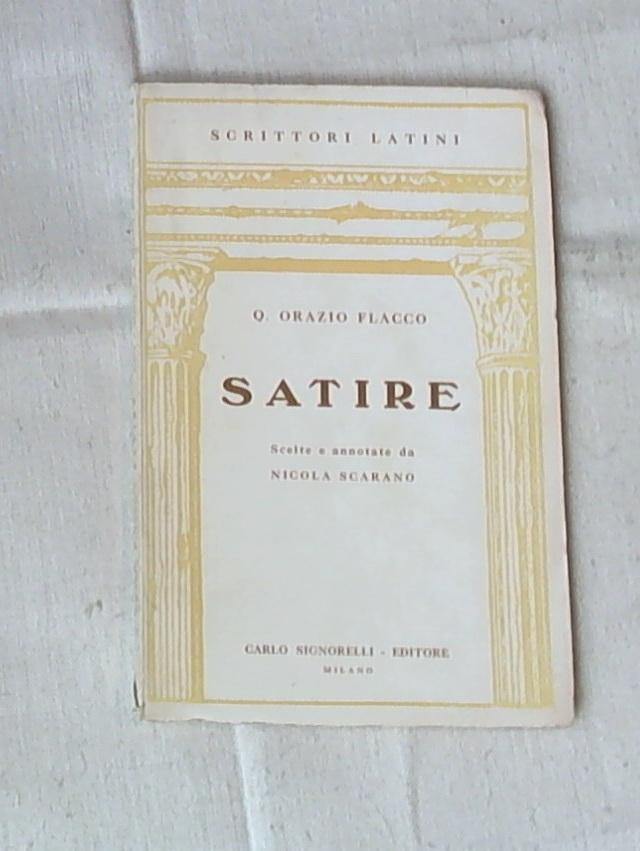 SCRITTORI LATINI
Q. ORAZIO FLACCO
SATIRE
Scelte e annotate da
NICOLA SCARANO
CARLO SIGNORELLI - EDITORE
MILANO